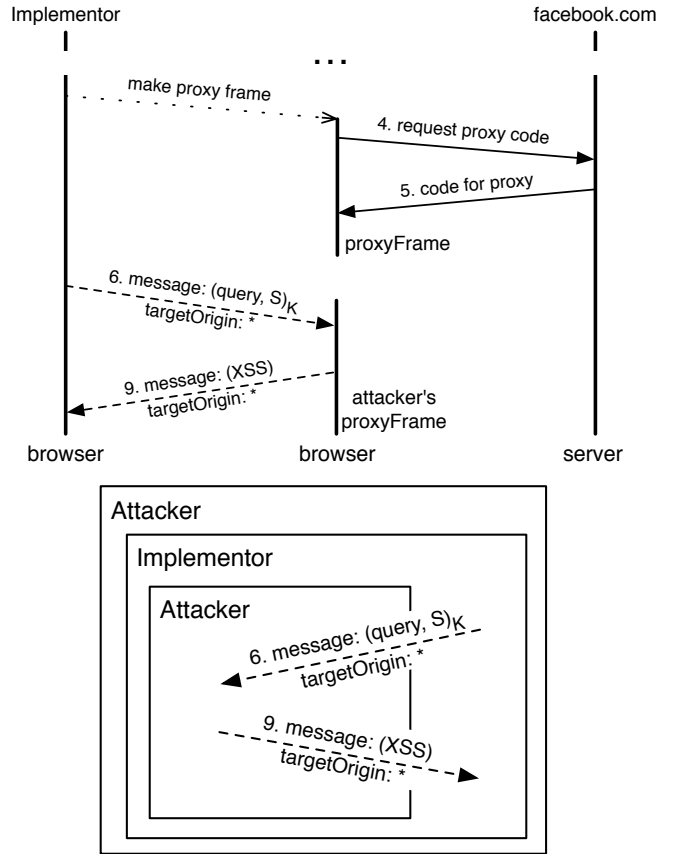 Implementor
facebook.com
...
make proxy frame
4. request proxy code
5. code for proxy
proxyFrame
6. message: (query, S)K
targetOrigin: *
9. message: (XSS)
targetOrigin: *
attacker's
proxyFrame
browser
browser
server
Attacker
Implementor
Attacker
6. message: (query, S)K
targetOrigin: *
9. message: (XSS)
targetOrigin: *